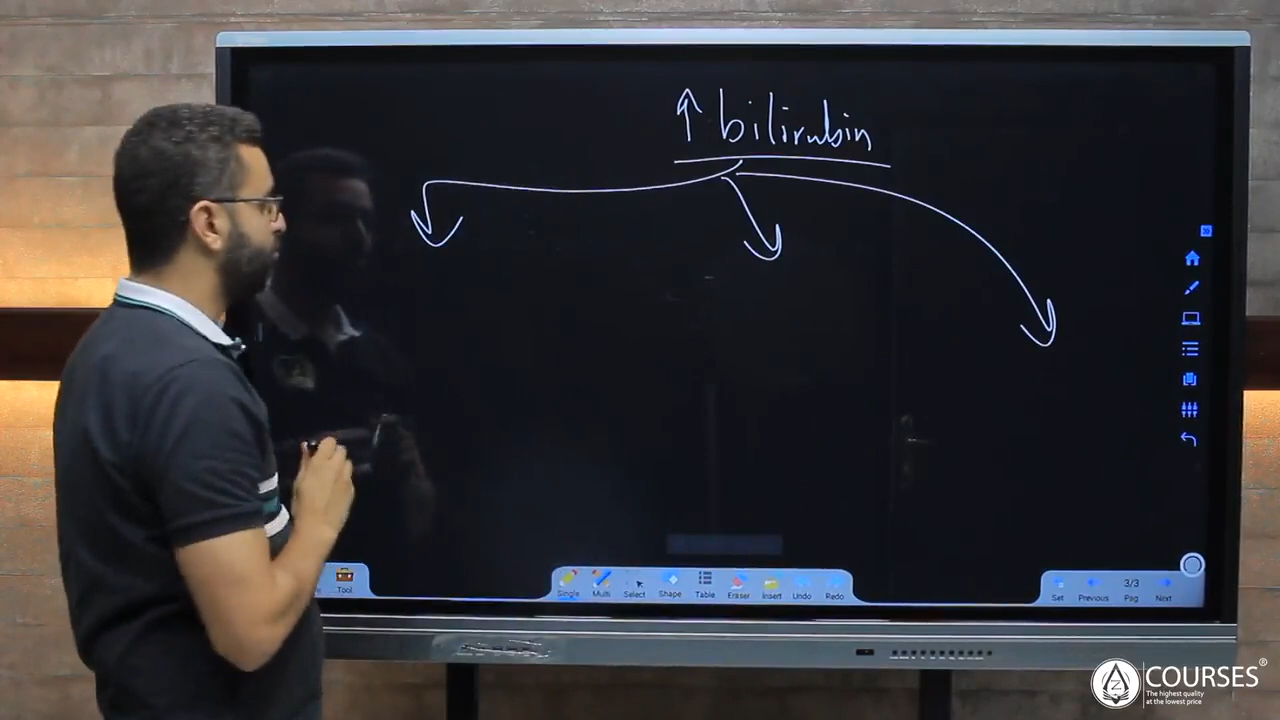 ↑ bilirubin
Tool
Single Multi Select Shape Table Eraser Insert Undo Redo
Set Previous 3/3 Pag Next
COURSES®
The highest quality
at the lowest price